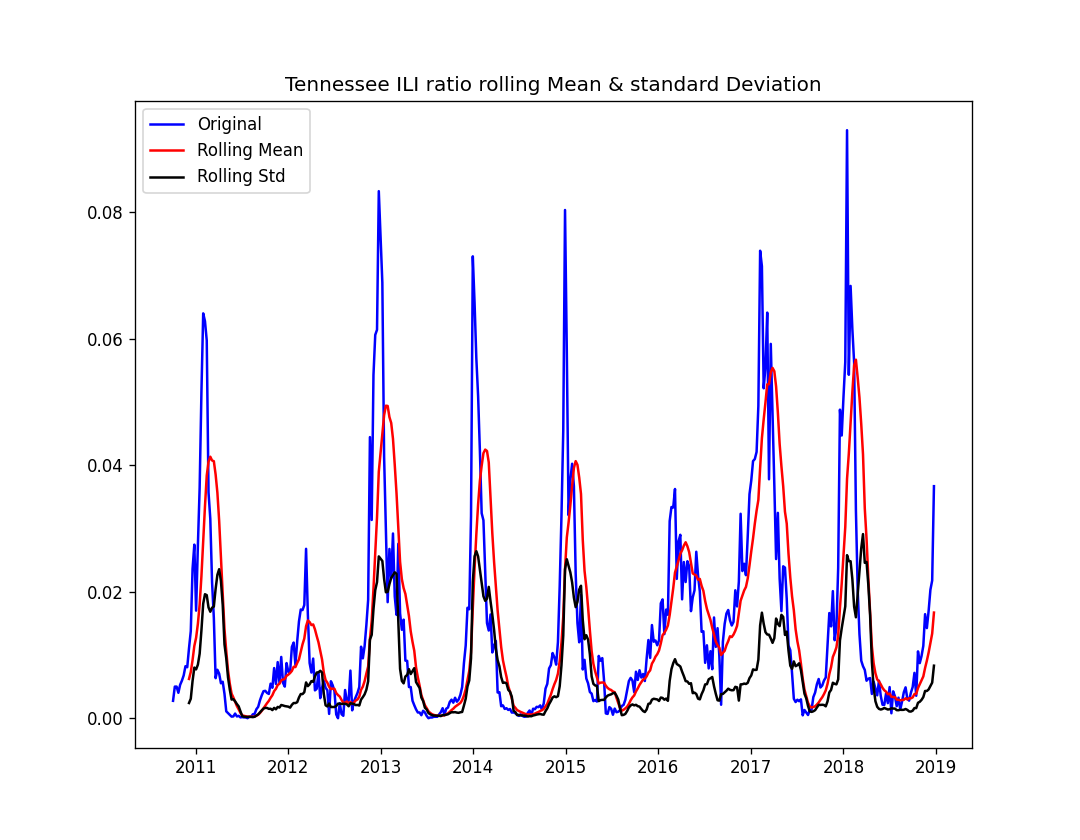 Tennessee ILI ratio rolling Mean & standard Deviation
Original
Rolling Mean
Rolling Std
0.08
0.06
0.04
0.02
0.00
2011 2012 2013 2014 2015 2016 2017 2018 2019